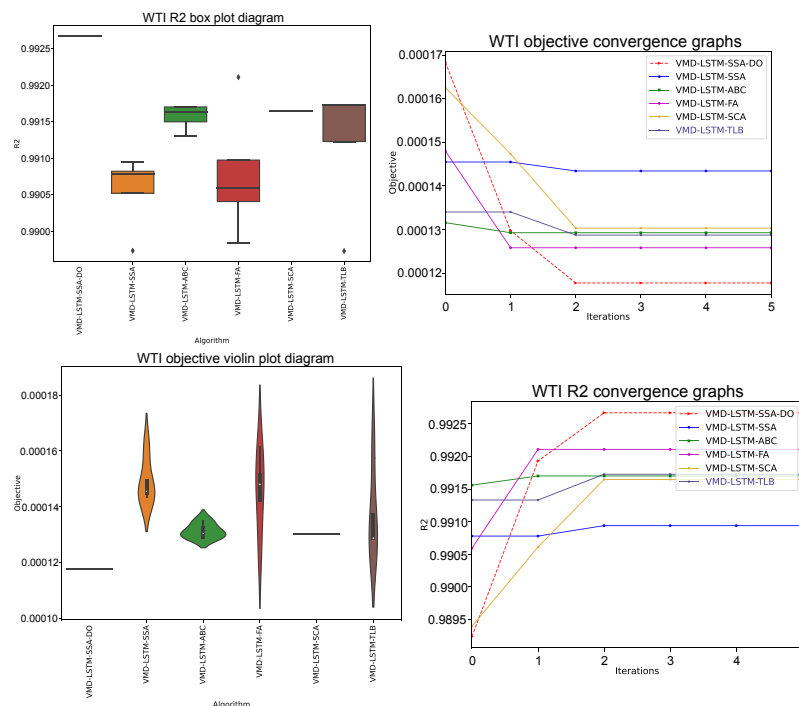 WTI R2 box plot diagram
0.9925
0.9920
0.9915
0.9910
0.9905
0.9900
R2
VMD-LSTM-SSA-DO
VMD-LSTM-SSA
VMD-LSTM-ABC
VMD-LSTM-FA
VMD-LSTM-SCA
VMD-LSTM-TLB
Algorithm
WTI objective convergence graphs
0.00017
0.00016
0.00015
0.00014
0.00013
0.00012
Objective
VMD-LSTM-SSA-DO
VMD-LSTM-SSA
VMD-LSTM-ABC
VMD-LSTM-FA
VMD-LSTM-SCA
VMD-LSTM-TLB
0 1 2 3 4 5
Iterations
WTI objective violin plot diagram
0.00018
0.00016
0.00014
0.00012
0.00010
Objective
VMD-LSTM-SSA-DO
VMD-LSTM-SSA
VMD-LSTM-ABC
VMD-LSTM-FA
VMD-LSTM-SCA
VMD-LSTM-TLB
Algorithm
WTI R2 convergence graphs
0.9925
0.9920
0.9915
0.9910
0.9905
0.9900
0.9895
R2
VMD-LSTM-SSA-DO
VMD-LSTM-SSA
VMD-LSTM-ABC
VMD-LSTM-FA
VMD-LSTM-SCA
VMD-LSTM-TLB
0 1 2 3 4
Iterations